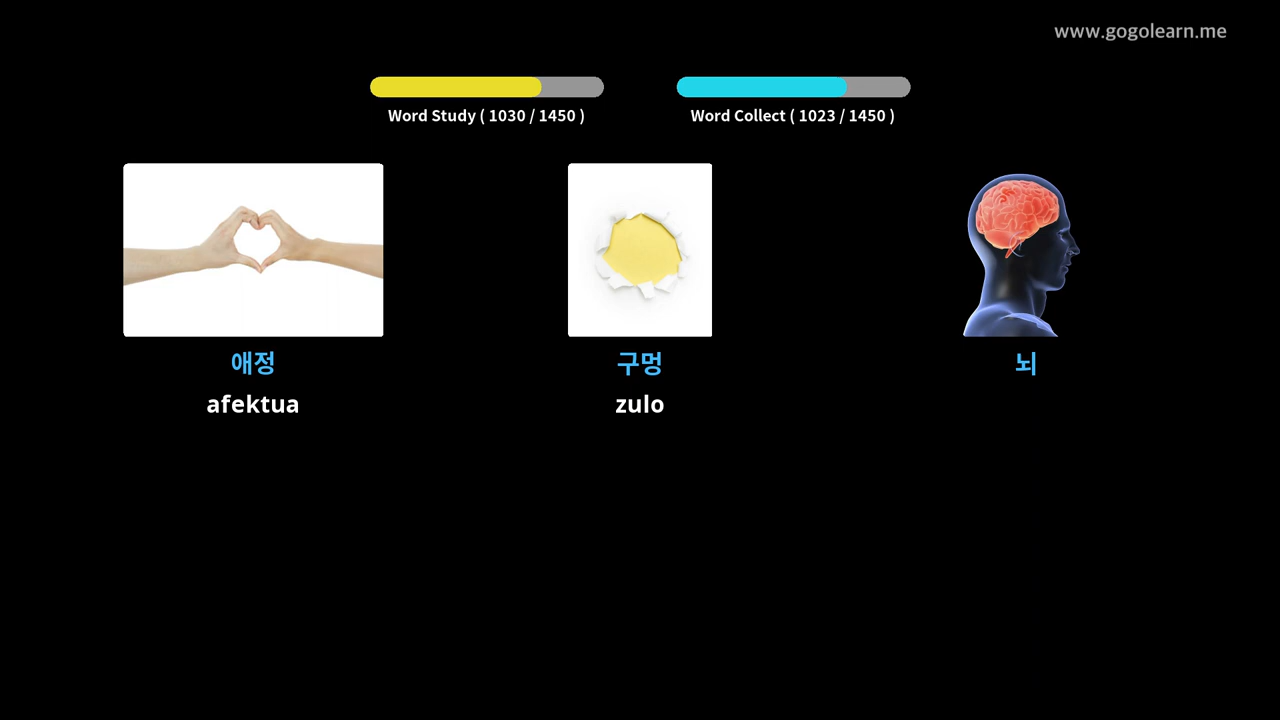 www.gogolearn.me
Word Study ( 1030 / 1450 )
Word Collect ( 1023 / 1450 )
애정
구멍
뇌
afektua
zulo